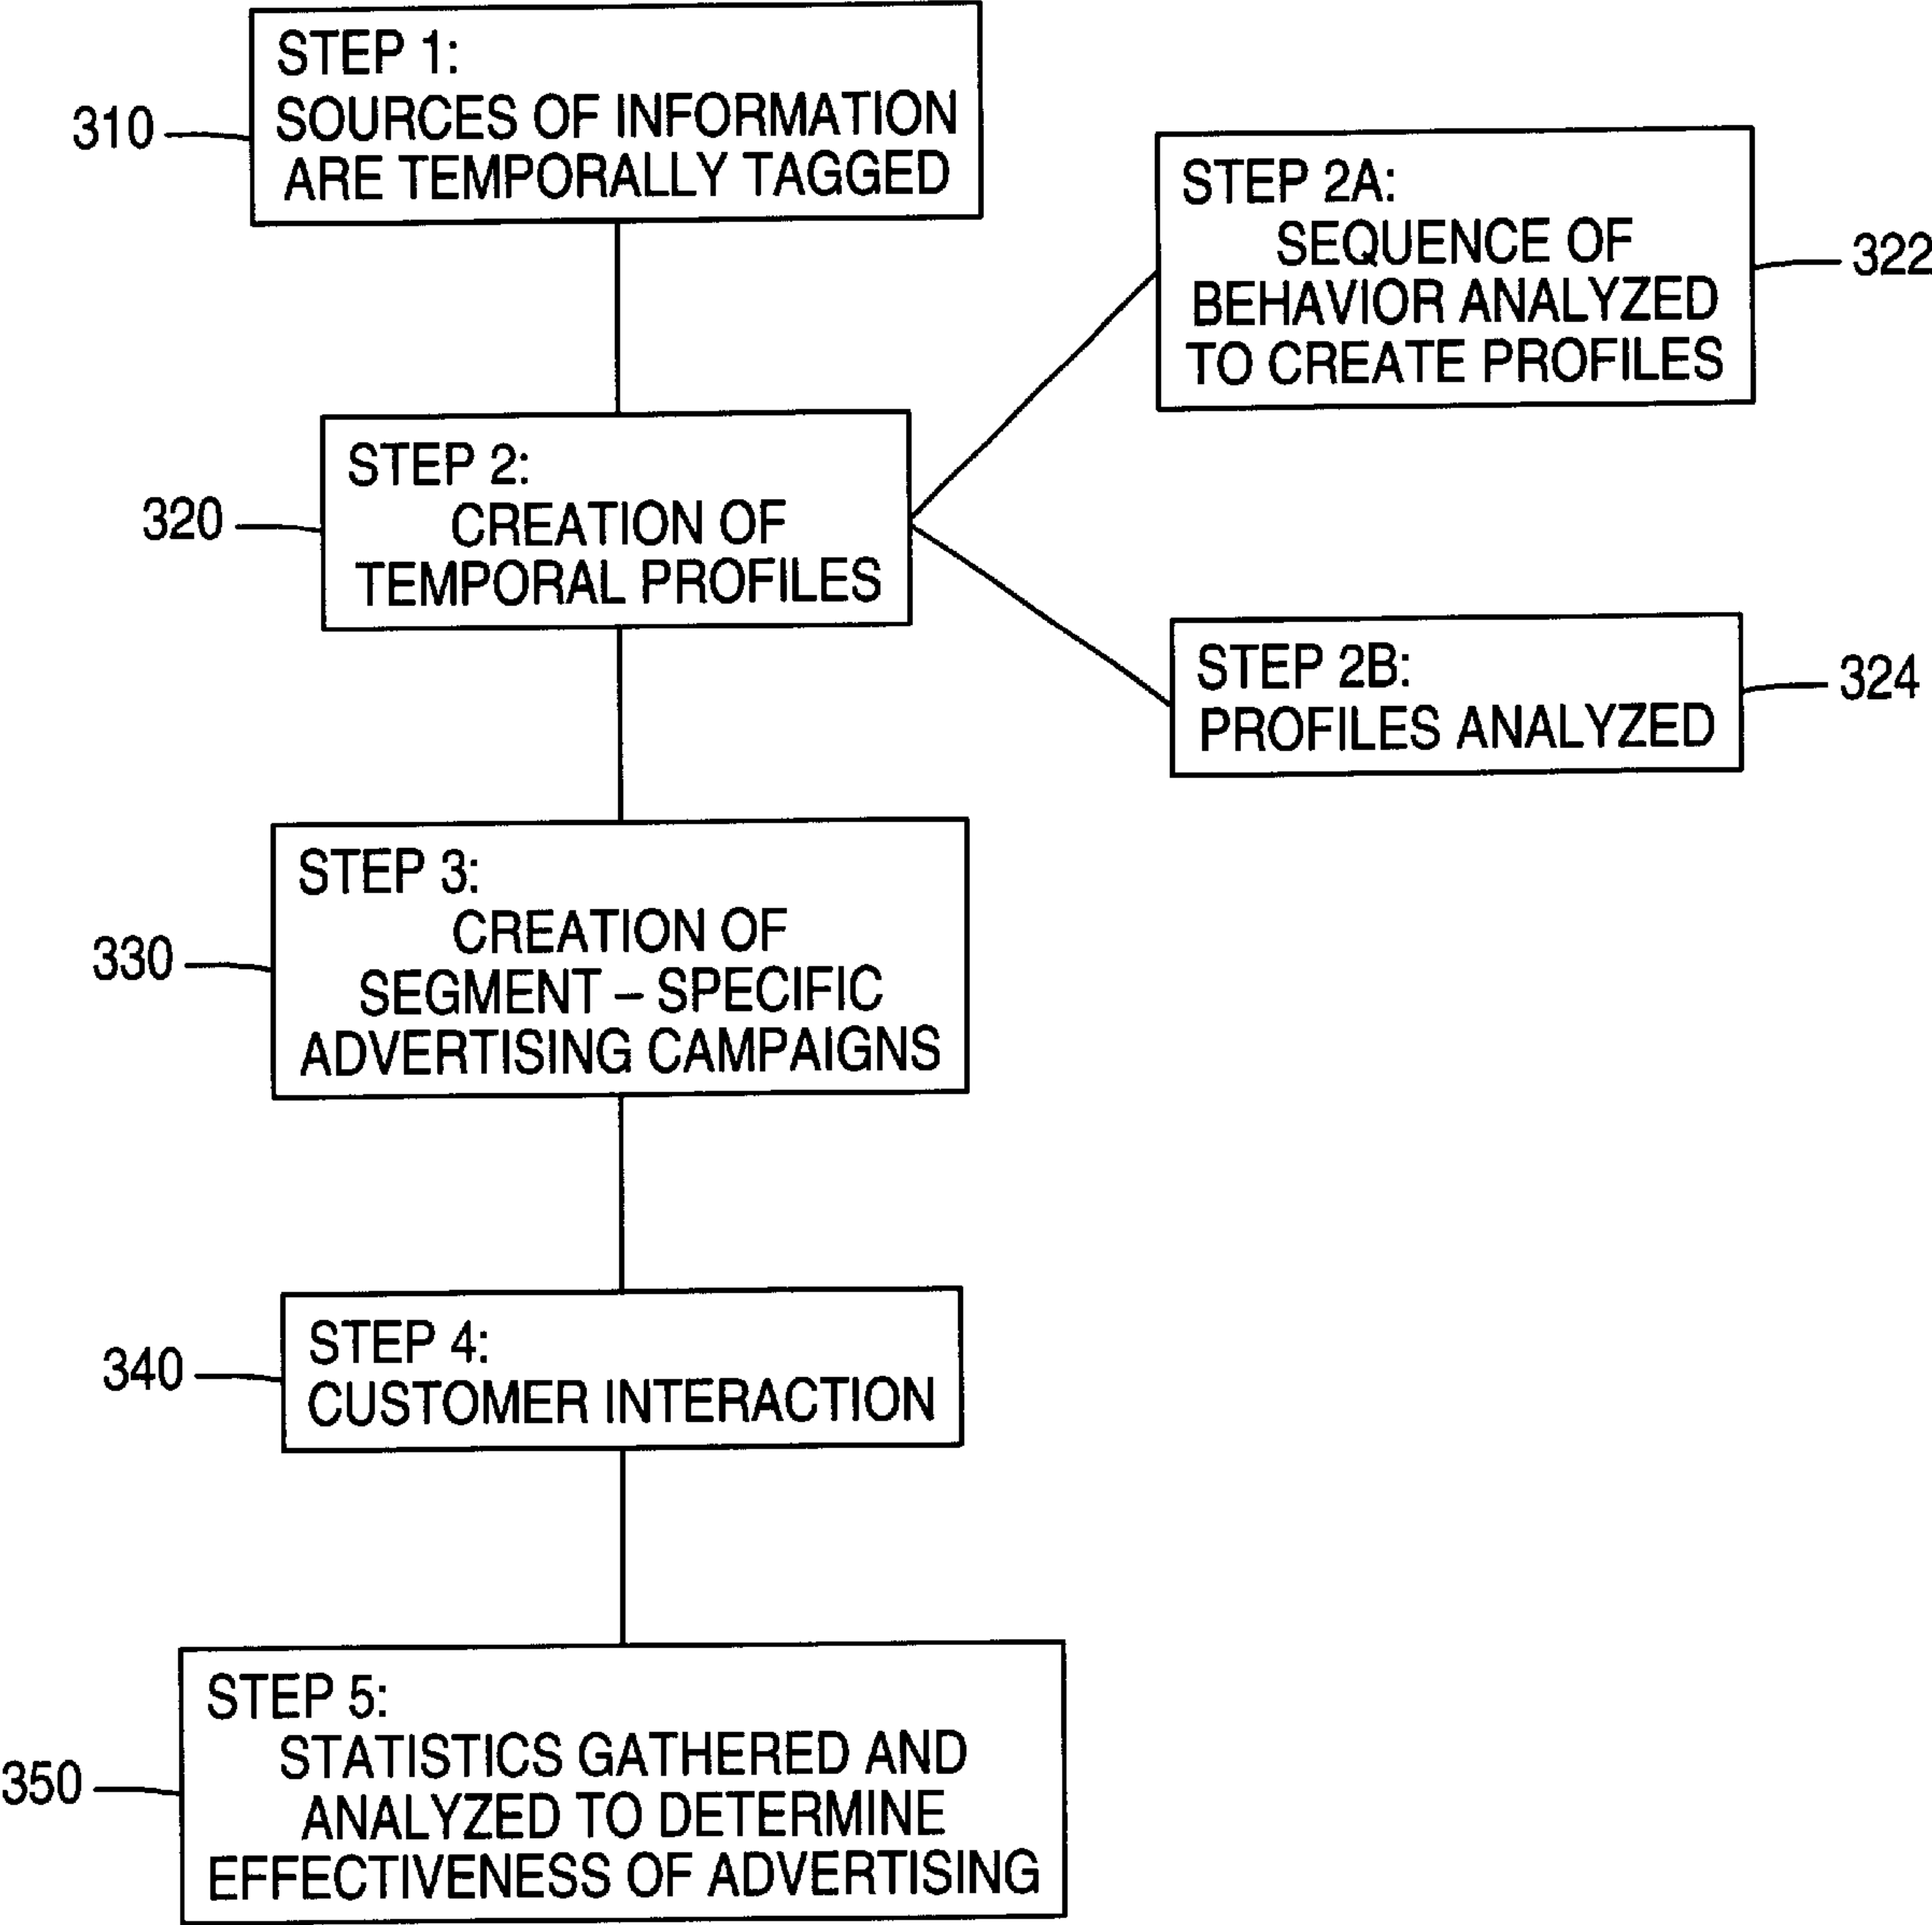 STEP 1:
SOURCES OF INFORMATION
ARE TEMPORALLY TAGGED
310
STEP 2A:
SEQUENCE OF
BEHAVIOR ANALYZED
TO CREATE PROFILES
322
STEP 2:
CREATION OF
TEMPORAL PROFILES
320
STEP 2B:
PROFILES ANALYZED
324
STEP 3:
CREATION OF
SEGMENT – SPECIFIC
ADVERTISING CAMPAIGNS
330
STEP 4:
CUSTOMER INTERACTION
340
STEP 5:
STATISTICS GATHERED AND
ANALYZED TO DETERMINE
EFFECTIVENESS OF ADVERTISING
350